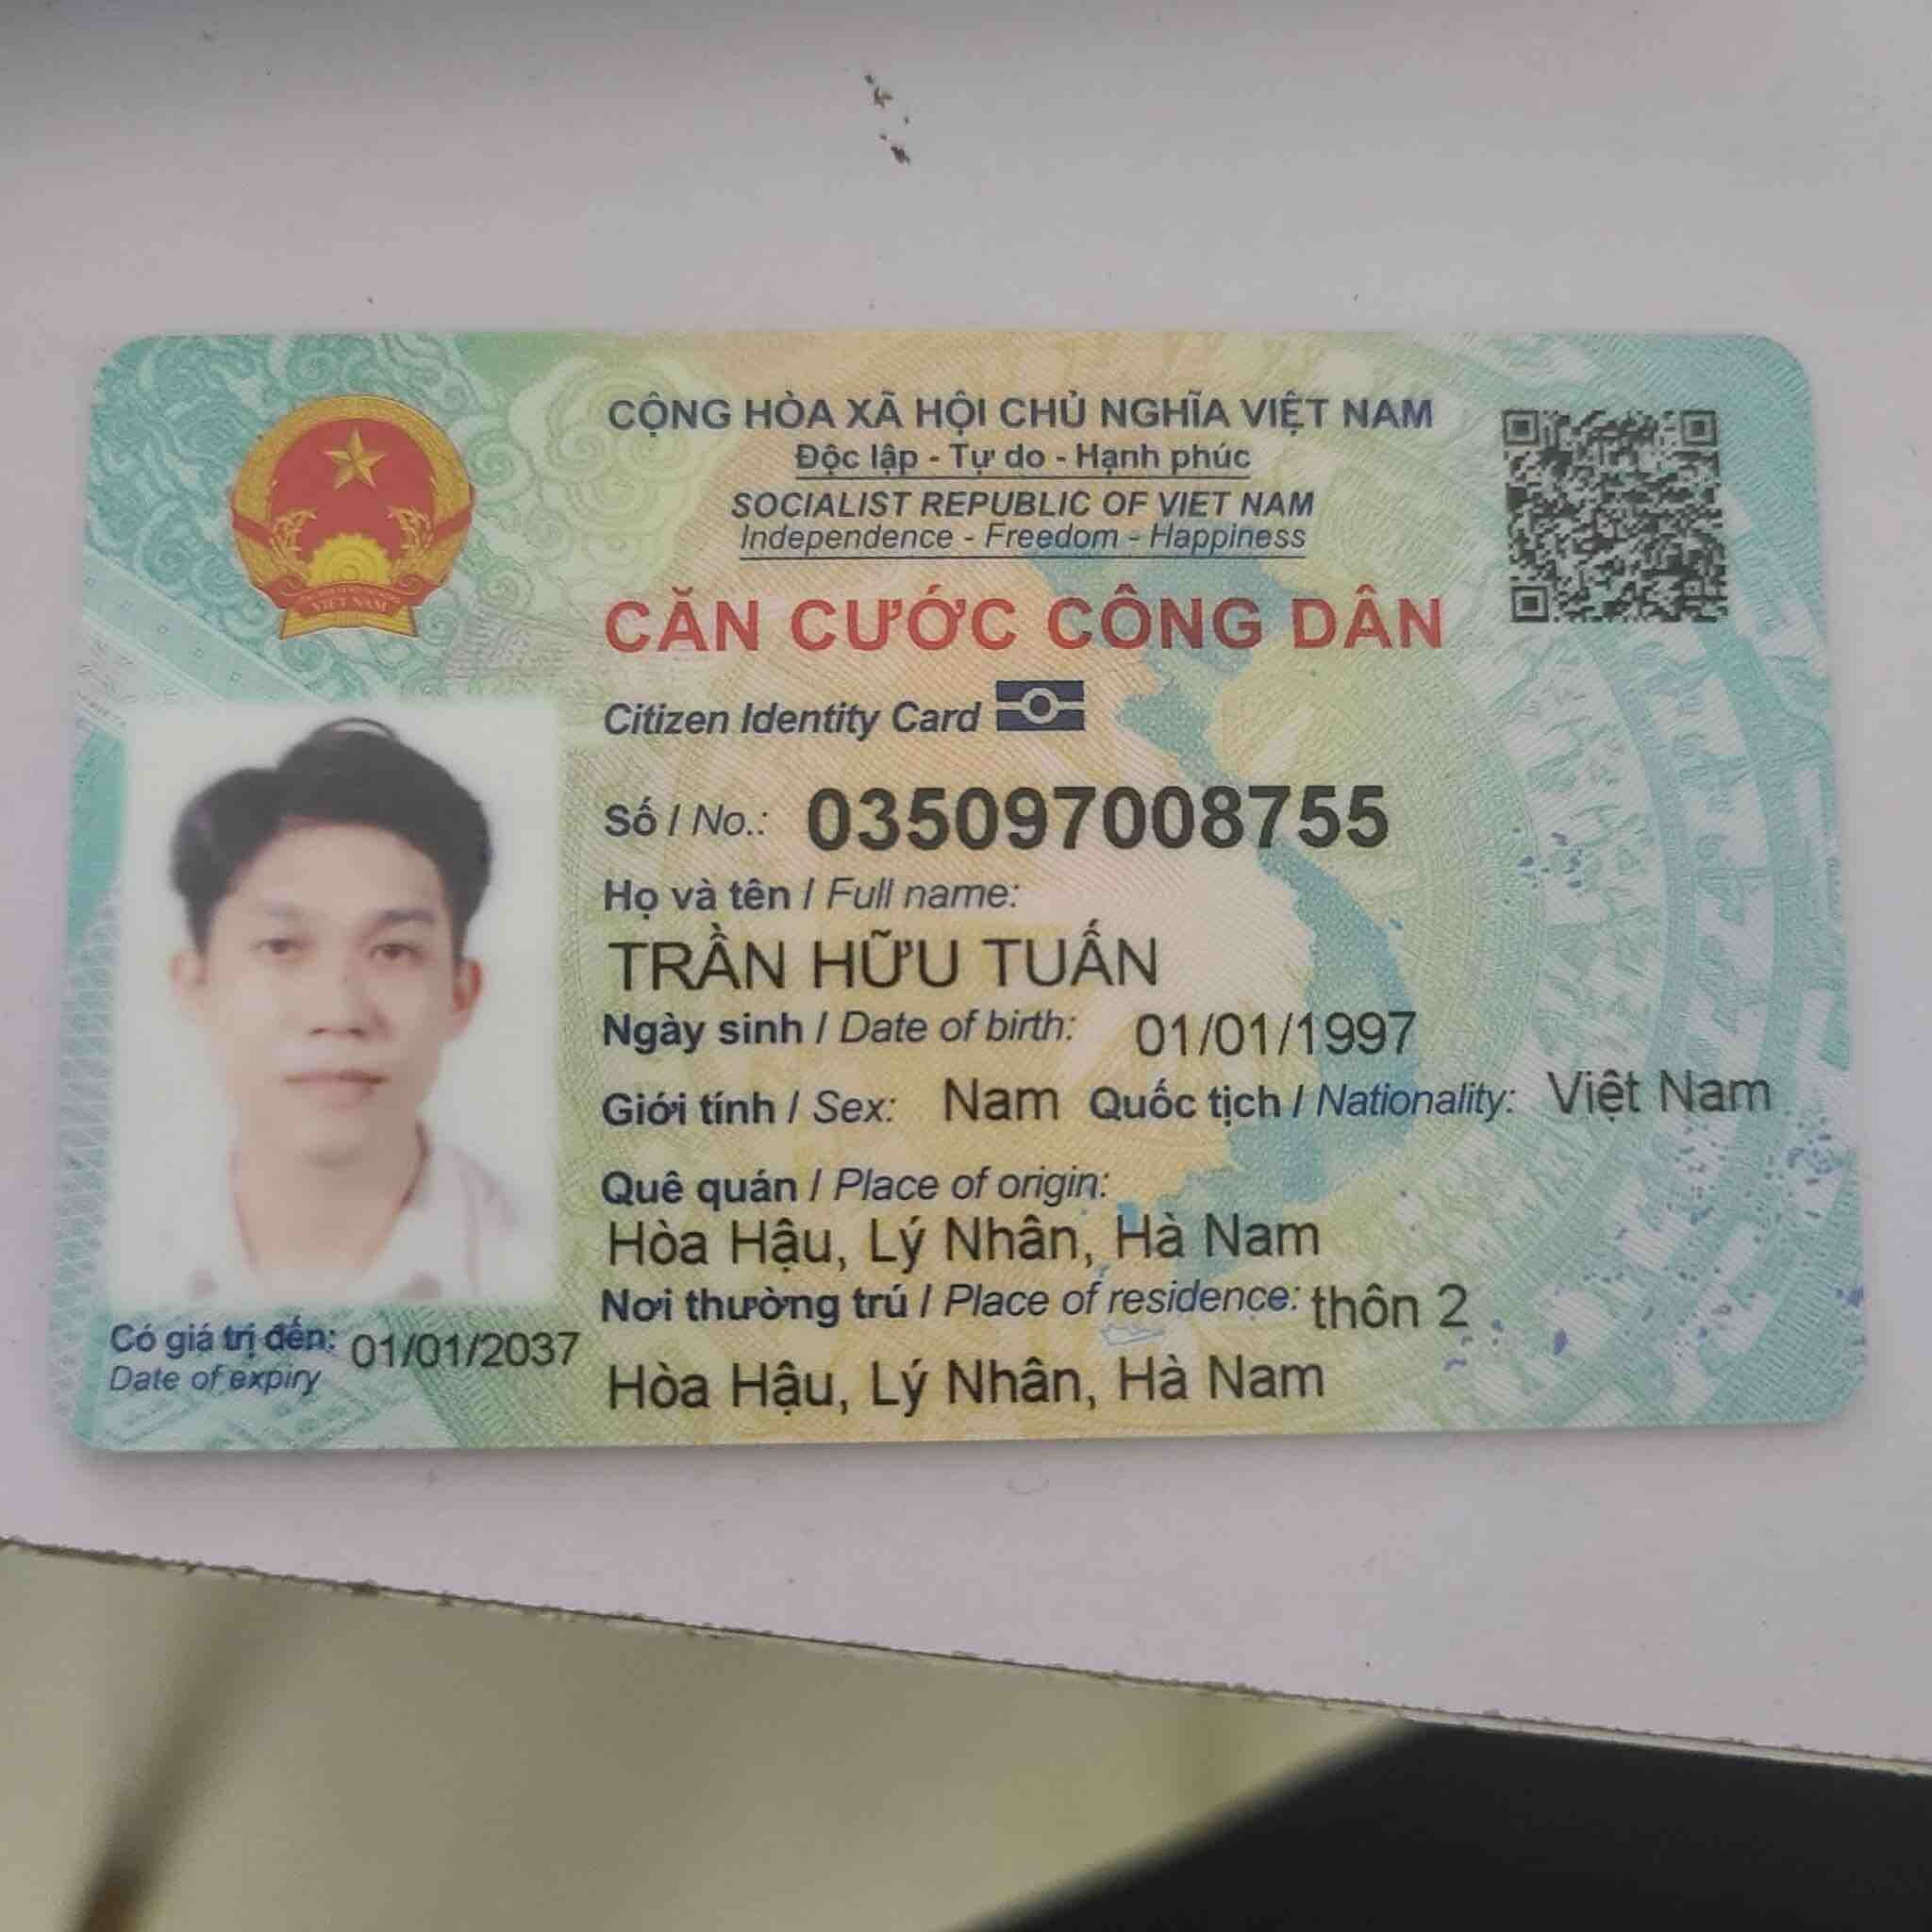 CỘNG HÒA XÃ HỘI CHỦ NGHĨA VIỆT NAM
Độc lập - Tự do - Hạnh phúc
SOCIALIST REPUBLIC OF VIET NAM
Independence - Freedom - Happiness
CĂN CƯỚC CÔNG DÂN
Citizen Identity Card
Số / No.: 035097008755
Họ và tên / Full name:
TRẦN HỮU TUẤN
Ngày sinh / Date of birth: 01/01/1997
Giới tính / Sex: Nam Quốc tịch / Nationality: Việt Nam
Quê quán / Place of origin:
Hòa Hậu, Lý Nhân, Hà Nam
Nơi thường trú / Place of residence: thôn 2
Hòa Hậu, Lý Nhân, Hà Nam
Có giá trị đến: 01/01/2037
Date of expiry